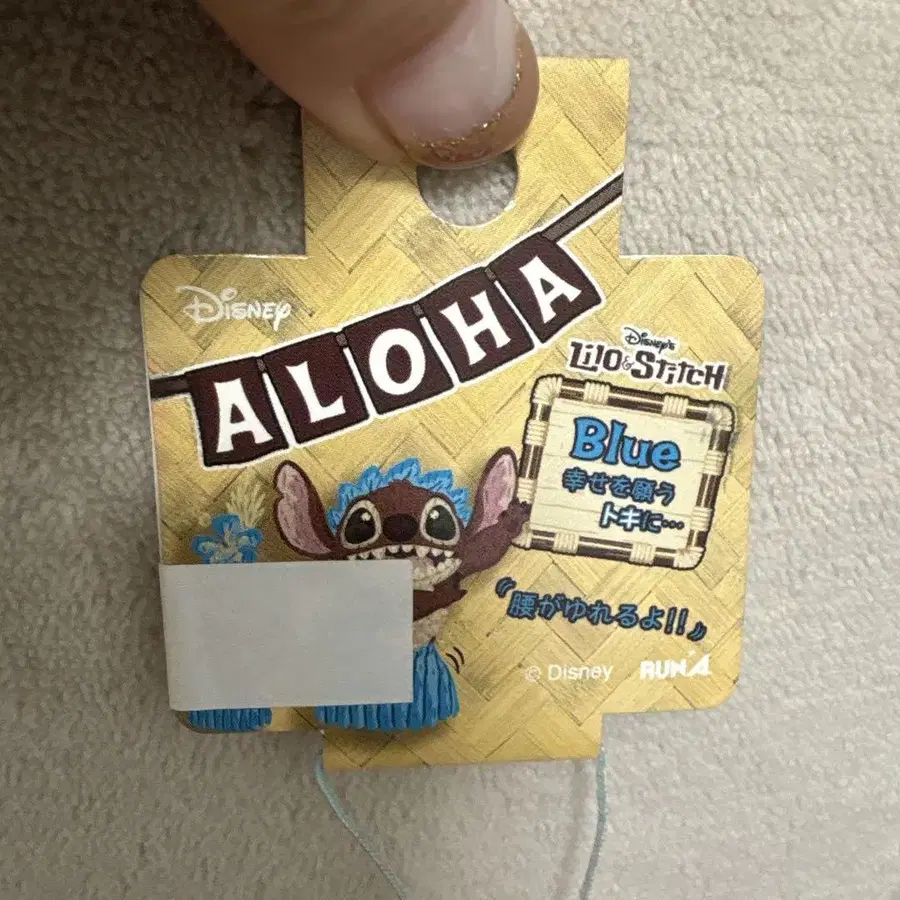 Disney
ALOHA
Disney's
Lilo & Stitch
Blue
幸せを願う
トキに…
“腰がゆれるよ!!”
© Disney
RUN'A